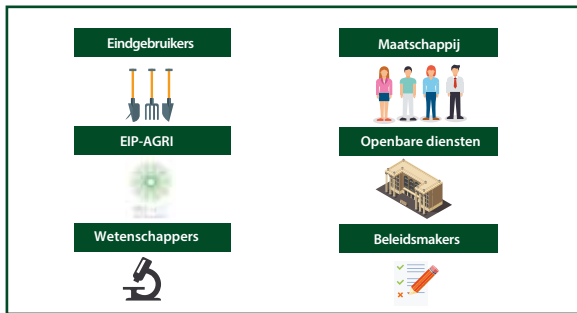 Eindgebruikers
Maatschappij
EIP-AGRI
Openbare diensten
Wetenschappers
Beleidsmakers